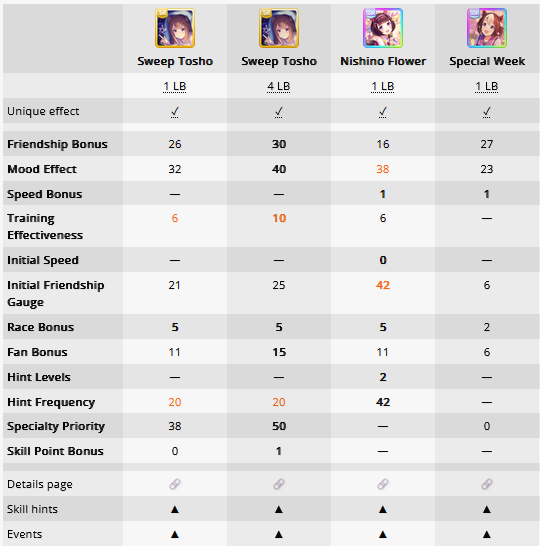 Sweep Tosho Sweep Tosho Nishino Flower Special Week
1 LB 4 LB 1 LB 1 LB
Unique effect ✓ ✓ ✓ ✓
Friendship Bonus 26 30 16 27
Mood Effect 32 40 38 23
Speed Bonus — — 1 1
Training
Effectiveness 6 10 6 —
Initial Speed — — 0 —
Initial Friendship
Gauge 21 25 42 6
Race Bonus 5 5 5 2
Fan Bonus 11 15 11 6
Hint Levels — — 2 —
Hint Frequency 20 20 42 —
Specialty Priority 38 50 — 0
Skill Point Bonus 0 1 — —
Details page
Skill hints ▲ ▲ ▲ ▲
Events ▲ ▲ ▲ ▲